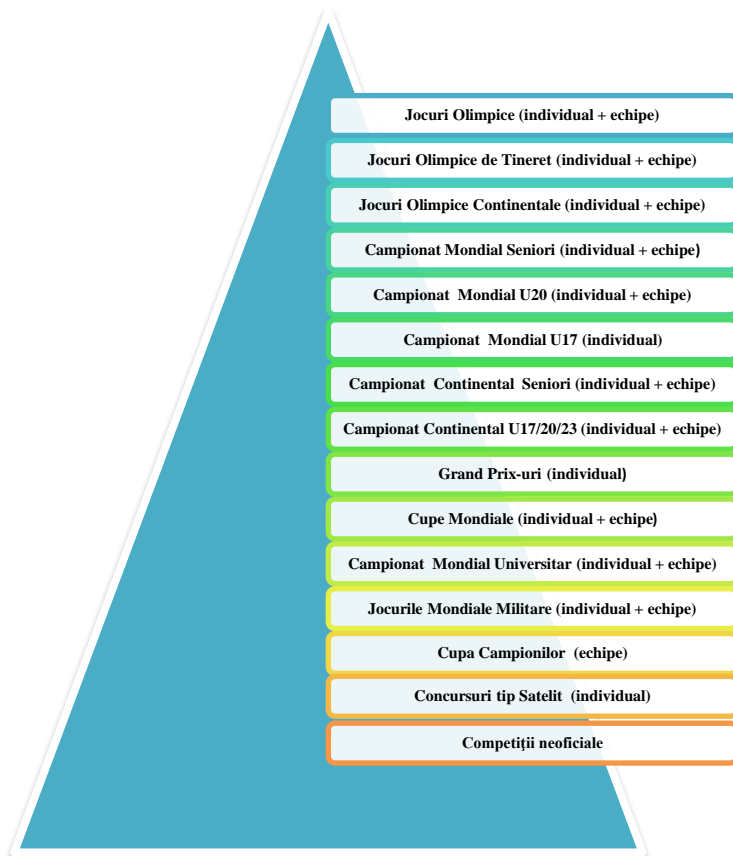 Jocuri Olimpice (individual + echipe)
Jocuri Olimpice de Tineret (individual + echipe)
Jocuri Olimpice Continentale (individual + echipe)
Campionat Mondial Seniori (individual + echipe)
Campionat Mondial U20 (individual + echipe)
Campionat Mondial U17 (individual)
Campionat Continental Seniori (individual + echipe)
Campionat Continental U17/20/23 (individual + echipe)
Grand Prix-uri (individual)
Cupe Mondiale (individual + echipe)
Campionat Mondial Universitar (individual + echipe)
Jocurile Mondiale Militare (individual + echipe)
Cupa Campionilor (echipe)
Concursuri tip Satelit (individual)
Competiţii neoficiale